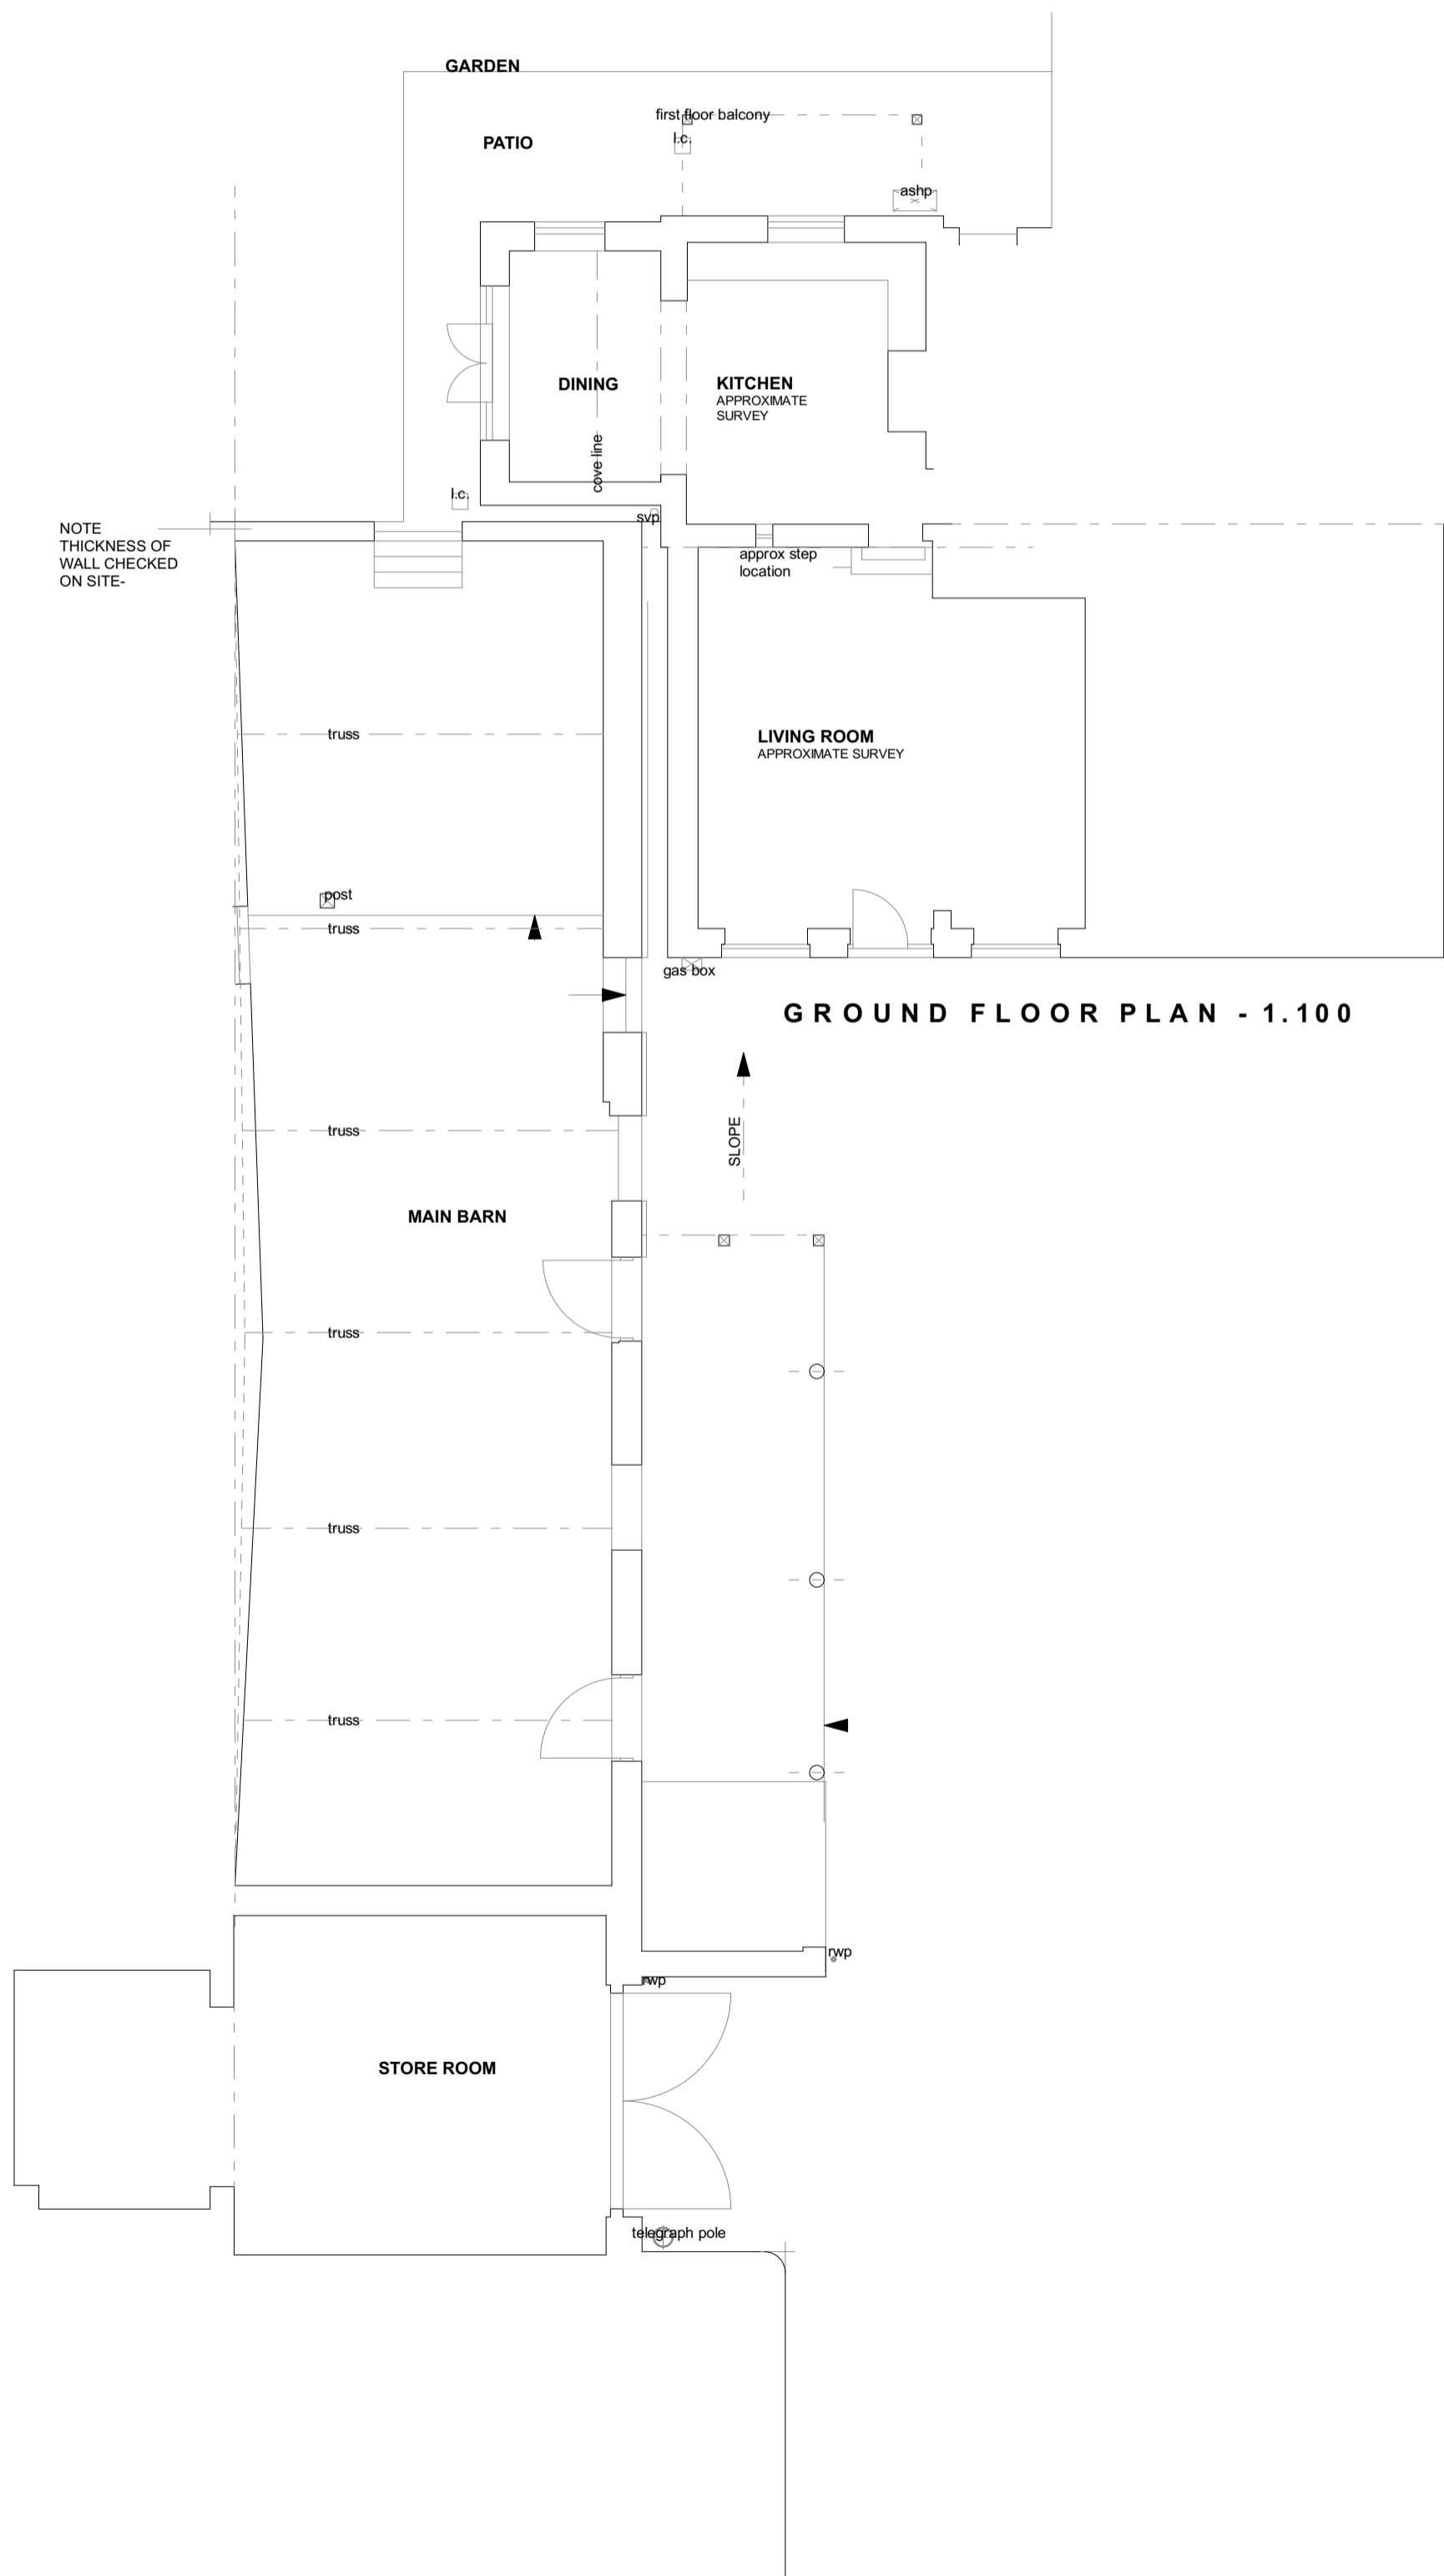 GARDEN
first floor balcony
PATIO
l.c.
ashp
DINING
KITCHEN
APPROXIMATE
SURVEY
cove line
l.c.
svp
NOTE
THICKNESS OF
WALL CHECKED
ON SITE-
approx step
location
truss
LIVING ROOM
APPROXIMATE SURVEY
post
truss
gas box
GROUND FLOOR PLAN - 1.100
SLOPE
truss
MAIN BARN
truss
truss
truss
rwp
rwp
STORE ROOM
telegraph pole